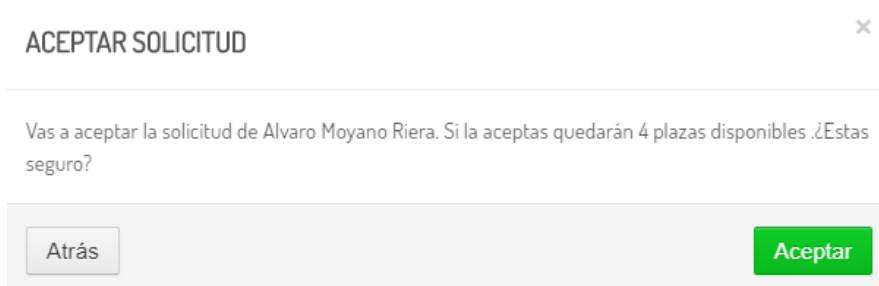 ACEPTAR SOLICITUD
×
Vas a aceptar la solicitud de Alvaro Moyano Riera. Si la aceptas quedarán 4 plazas disponibles .¿Estas
seguro?
Atrás
Aceptar